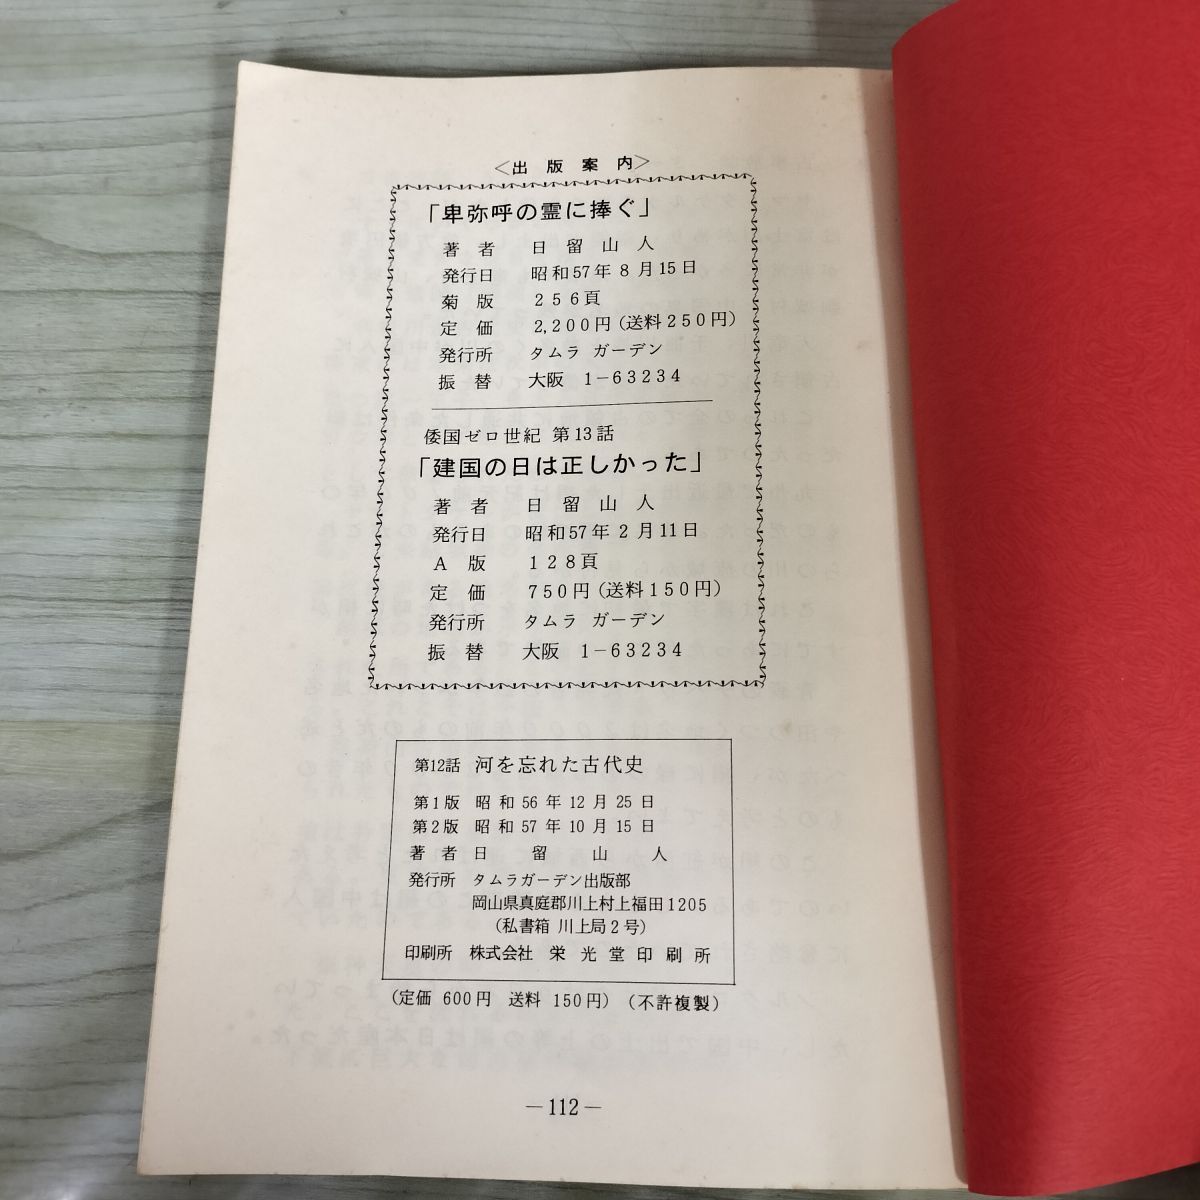 ＜出版案内＞
「卑弥呼の霊に捧ぐ」
著者 日留山人
発行日 昭和57年8月15日
菊版 256頁
定価 2,200円（送料250円）
発行所 タムラ ガーデン
振替 大阪 1-63234
倭国ゼロ世紀 第13話
「建国の日は正しかった」
著者 日留山人
発行日 昭和57年2月11日
A版 128頁
定価 750円（送料150円）
発行所 タムラ ガーデン
振替 大阪 1-63234
第12話 河を忘れた古代史
第1版 昭和56年12月25日
第2版 昭和57年10月15日
著者 日留山人
発行所 タムラガーデン出版部
岡山県真庭郡川上村上福田1205
（私書箱 川上局2号）
印刷所 株式会社 栄光堂印刷所
（定価 600円 送料 150円）（不許複製）
—112—